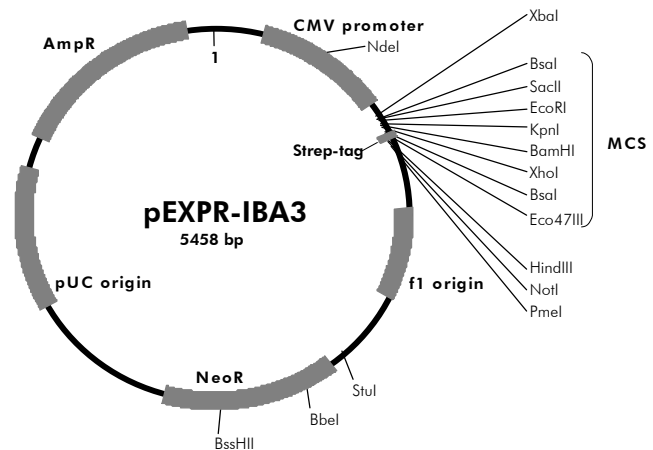 CMV promoter
AmpR
NdeI
1
XbaI
BsaI
SacII
EcoRI
KpnI
BamHI
XhoI
BsaI
Eco47III
MCS
Strep-tag
HindIII
NotI
PmeI
pEXPR-IBA3
5458 bp
pUC origin
f1 origin
NeoR
StuI
BbeI
BssHII